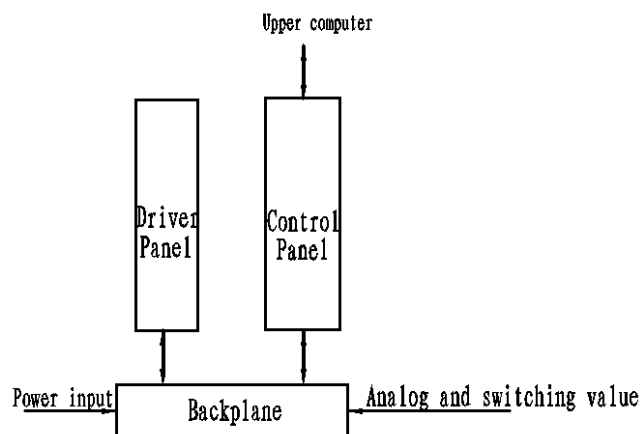 Upper computer
Driver
Panel
Control
Panel
Power input
Backplane
Analog and switching value